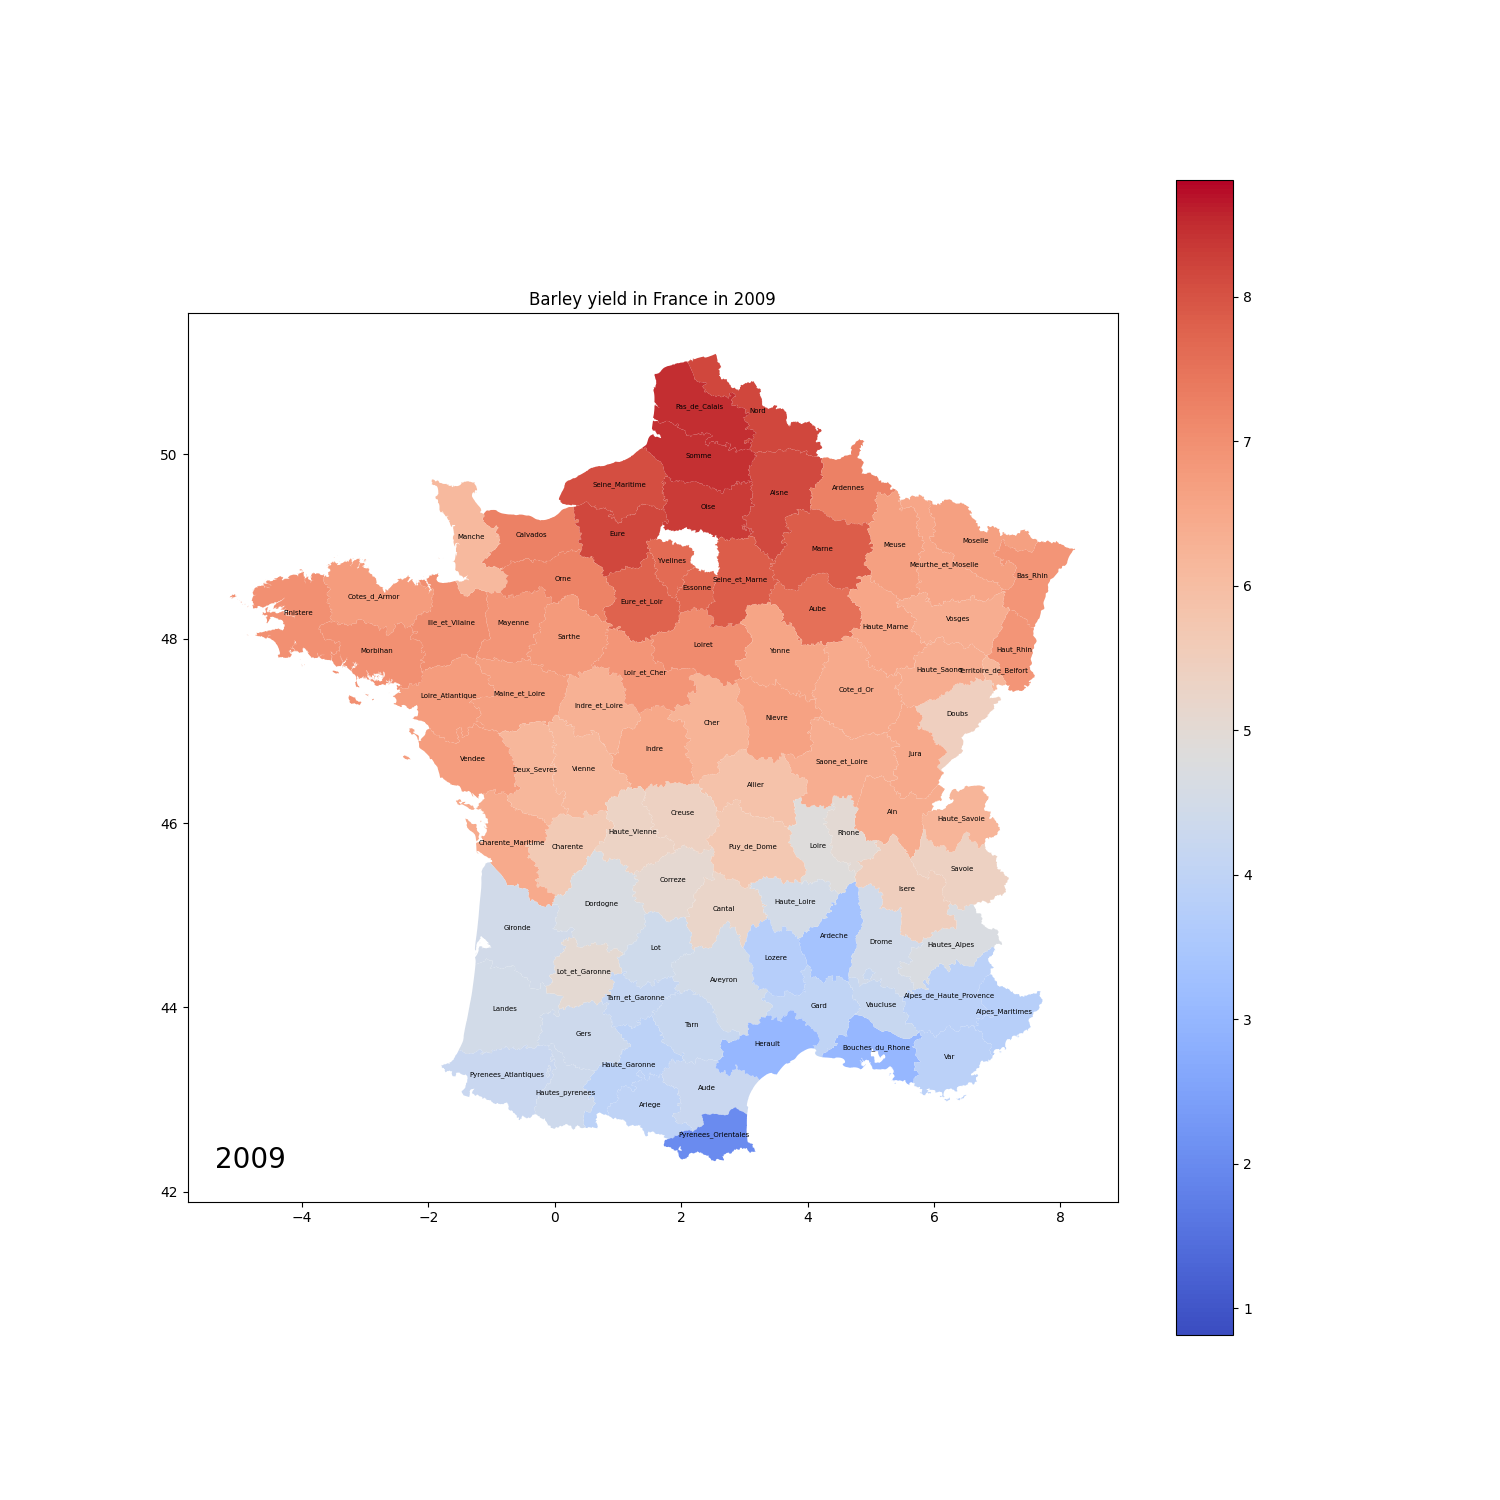 Barley yield in France in 2009
8
7
6
5
4
3
2
1
50
48
46
44
42
−4
−2
0
2
4
6
8
Pas_de_Calais
Nord
Somme
Seine_Maritime
Aisne
Ardennes
Oise
Manche
Calvados
Eure
Marne
Meuse
Moselle
Yvelines
Meurthe_et_Moselle
Bas_Rhin
Orne
Essonne
Seine_et_Marne
Cotes_d_Armor
Eure_et_Loir
Finistere
Aube
Ille_et_Vilaine
Mayenne
Haute_Marne
Vosges
Sarthe
Morbihan
Loiret
Yonne
Haut_Rhin
Loir_et_Cher
Haute_Saone
Territoire_de_Belfort
Loire_Atlantique
Maine_et_Loire
Cote_d_Or
Indre_et_Loire
Doubs
Nievre
Cher
Indre
Jura
Vendee
Saone_et_Loire
Deux_Sevres
Vienne
Allier
Creuse
Ain
Haute_Savoie
Haute_Vienne
Rhone
Charente_Maritime
Charente
Puy_de_Dome
Loire
Savoie
Correze
Isere
Dordogne
Cantal
Haute_Loire
Gironde
Ardeche
Drome
Hautes_Alpes
Lot
Lozere
Lot_et_Garonne
Aveyron
Tarn_et_Garonne
Alpes_de_Haute_Provence
Landes
Gard
Vaucluse
Alpes_Maritimes
Tarn
Gers
Herault
Bouches_du_Rhone
Var
Haute_Garonne
Pyrenees_Atlantiques
Aude
Hautes_pyrenees
Ariege
Pyrenees_Orientales
2009